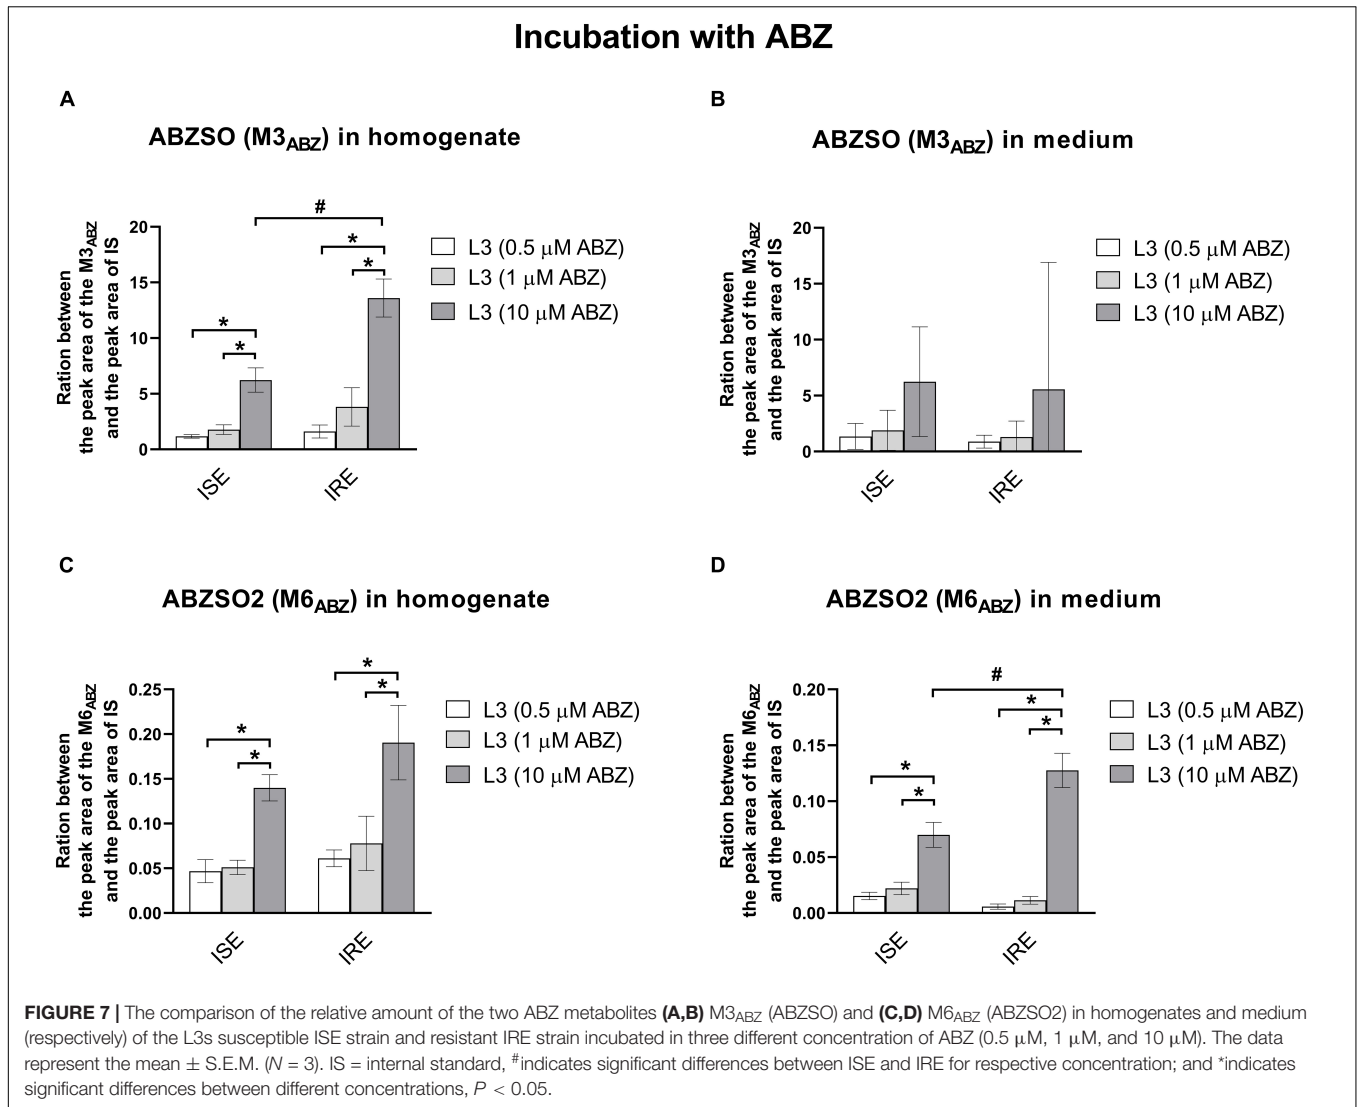 Incubation with ABZ
A
ABZSO (M3ABZ) in homogenate
Ration between
the peak area of the M3ABZ
and the peak area of IS
20
15
10
5
0
#
*
*
*
*
ISE
IRE
L3 (0.5 μM ABZ)
L3 (1 μM ABZ)
L3 (10 μM ABZ)
B
ABZSO (M3ABZ) in medium
Ration between
the peak area of the M3ABZ
and the peak area of IS
20
15
10
5
0
ISE
IRE
L3 (0.5 μM ABZ)
L3 (1 μM ABZ)
L3 (10 μM ABZ)
C
ABZSO2 (M6ABZ) in homogenate
Ration between
the peak area of the M6ABZ
and the peak area of IS
0.25
0.20
0.15
0.10
0.05
0.00
*
*
*
*
ISE
IRE
L3 (0.5 μM ABZ)
L3 (1 μM ABZ)
L3 (10 μM ABZ)
D
ABZSO2 (M6ABZ) in medium
Ration between
the peak area of the M6ABZ
and the peak area of IS
0.20
0.15
0.10
0.05
0.00
#
*
*
*
*
ISE
IRE
L3 (0.5 μM ABZ)
L3 (1 μM ABZ)
L3 (10 μM ABZ)
FIGURE 7 | The comparison of the relative amount of the two ABZ metabolites (A,B) M3ABZ (ABZSO) and (C,D) M6ABZ (ABZSO2) in homogenates and medium
(respectively) of the L3s susceptible ISE strain and resistant IRE strain incubated in three different concentration of ABZ (0.5 μM, 1 μM, and 10 μM). The data
represent the mean ± S.E.M. (N = 3). IS = internal standard, #indicates significant differences between ISE and IRE for respective concentration; and *indicates
significant differences between different concentrations, P < 0.05.